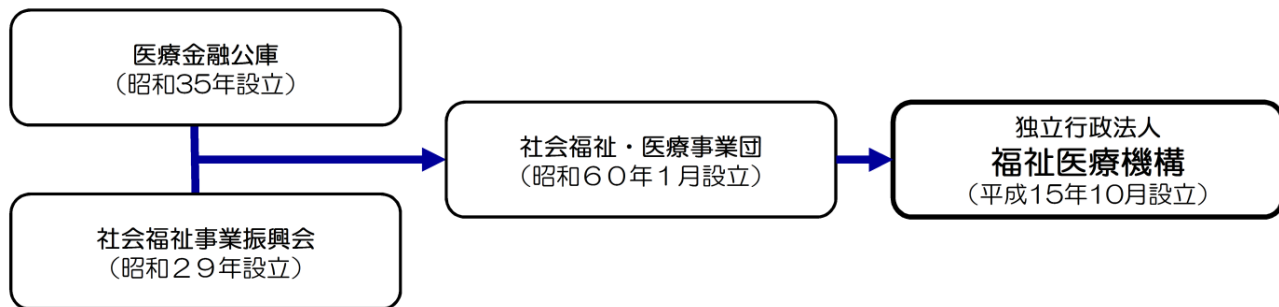 医療金融公庫
（昭和35年設立）
社会福祉事業振興会
（昭和２９年設立）
社会福祉・医療事業団
（昭和６０年１月設立）
独立行政法人
福祉医療機構
（平成15年10月設立）